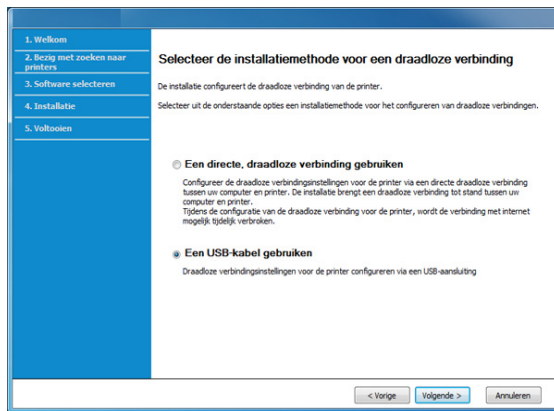 1. Welkom
2. Bezig met zoeken naar
printers
3. Software selecteren
4. Installatie
5. Voltooien
Selecteer de installatiemethode voor een draadloze verbinding
De installatie configureert de draadloze verbinding van de printer.
Selecteer uit de onderstaande opties een installatiemethode voor het configureren van draadloze verbindingen.
Een directe, draadloze verbinding gebruiken
Configureer de draadloze verbindingsinstellingen voor de printer via een directe draadloze verbinding
tussen uw computer en printer. De installatie brengt een draadloze verbinding tot stand tussen uw
computer en printer.
Tijdens de configuratie van de draadloze verbinding voor de printer, wordt de verbinding met internet
mogelijk tijdelijk verbroken.
Een USB-kabel gebruiken
Draadloze verbindingsinstellingen voor de printer configureren via een USB-aansluiting
< Vorige Volgende > Annuleren